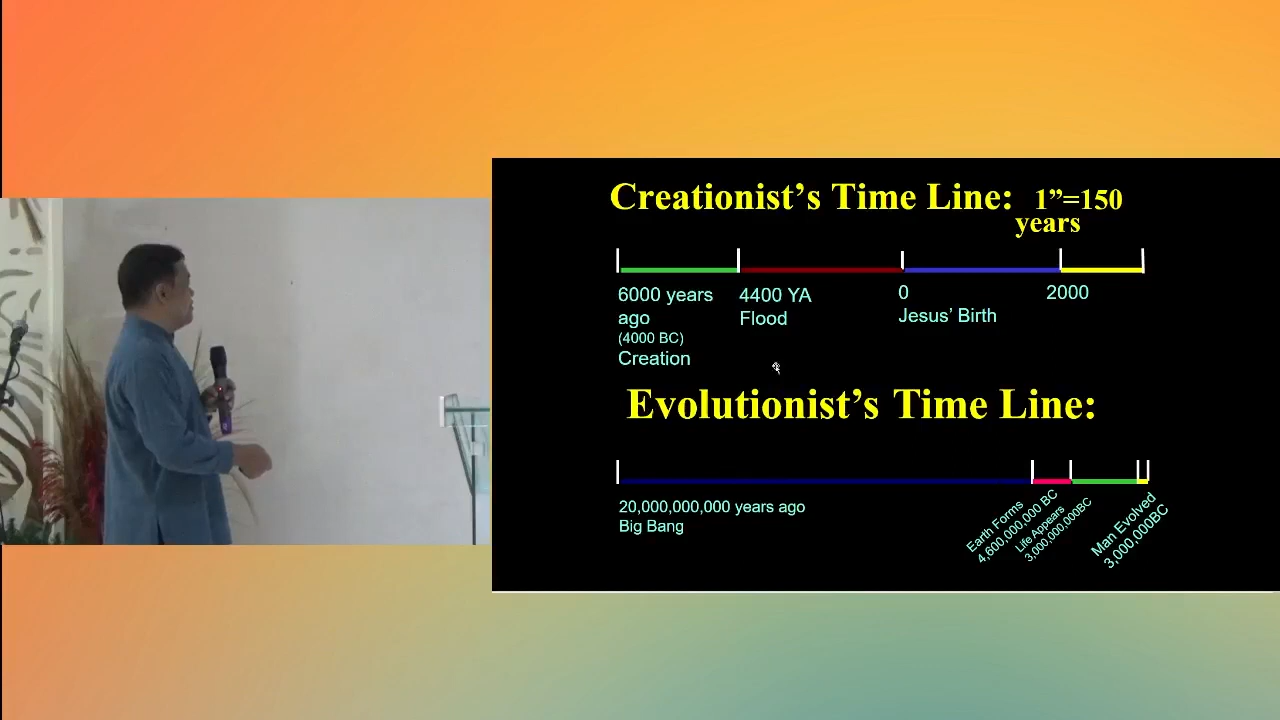 Creationist’s Time Line: 1”=150
years
6000 years
ago
(4000 BC)
Creation
4400 YA
Flood
0
Jesus’ Birth
2000
Evolutionist’s Time Line:
20,000,000,000 years ago
Big Bang
Earth Forms
4,600,000,000 BC
Life Appears
3,000,000,000BC
Man Evolved
3,000,000BC